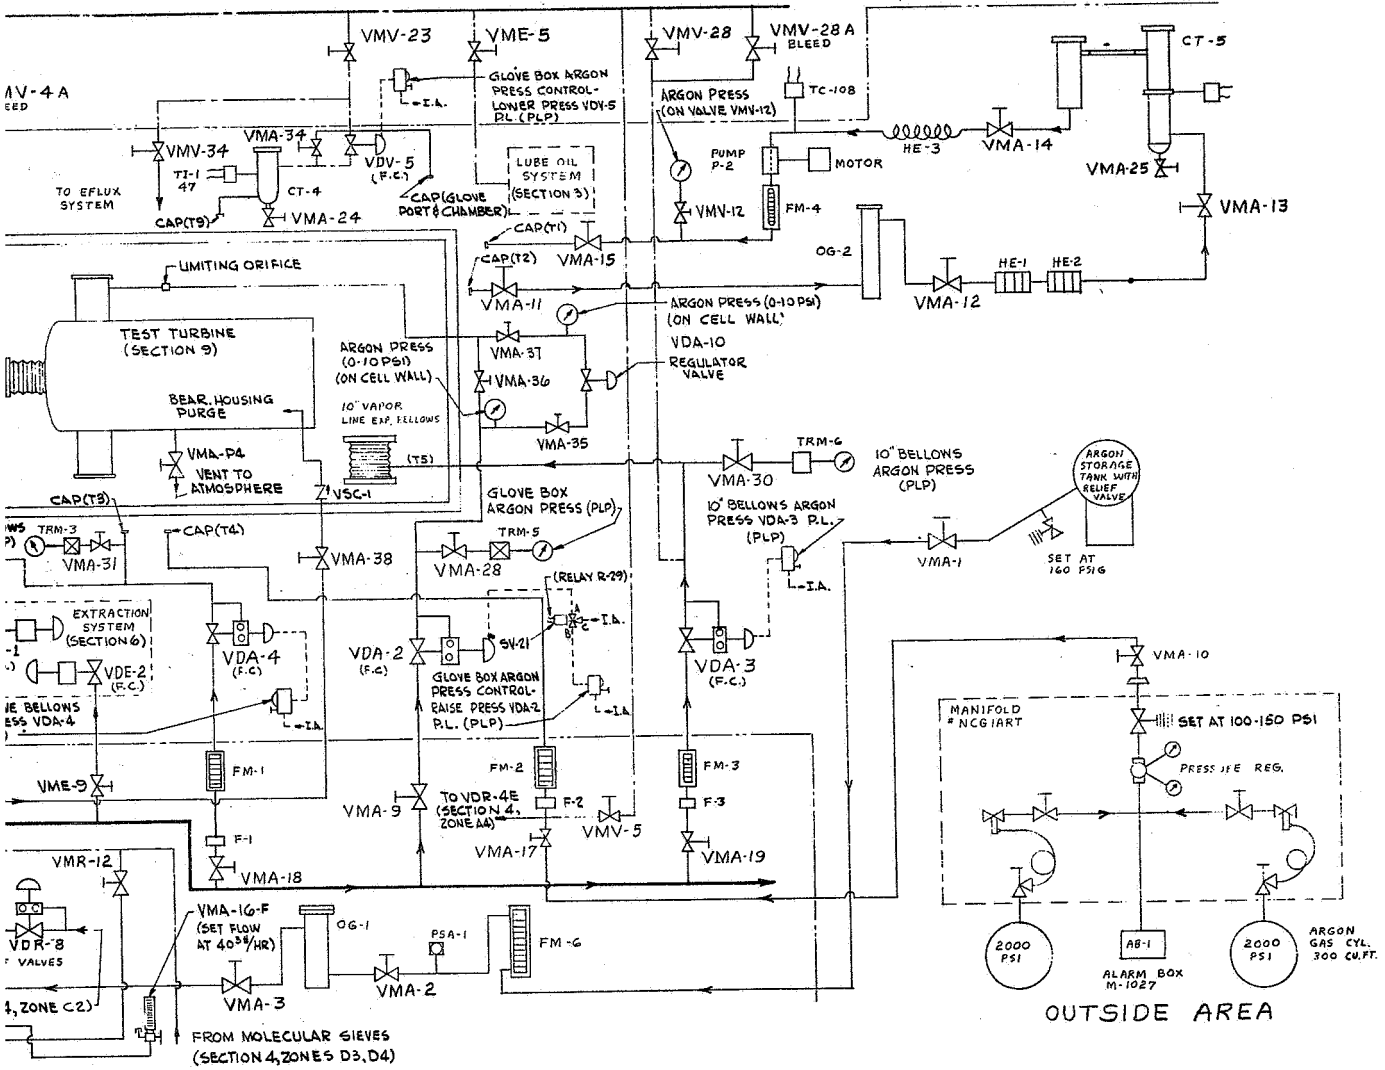 VMV-23
VME-5
VMV-28
VMV-28A
BLEED
CT-5
MV-4A
EED
GLOVE BOX ARGON
PRESS CONTROL-
LOWER PRESS VDV-5
P.L. (PLP)
I.A.
ARGON PRESS
(ON VALVE VMV-12)
TC-108
VMA-34
VMV-34
VDV-5
(F.C.)
TI-1
47
CT-4
TO EFLUX
SYSTEM
CAP(T9)
VMA-24
CAP(GLOVE
PORT & CHAMBER)
LUBE OIL
SYSTEM
(SECTION 3)
PUMP
P-2
MOTOR
HE-3
VMA-14
VMA-25
VMA-13
FM-4
VMV-12
CAP(T1)
VMA-15
CAP(T2)
VMA-11
OG-2
VMA-12
HE-1
HE-2
LIMITING ORIFICE
TEST TURBINE
(SECTION 9)
ARGON PRESS (0-10 PSI)
(ON CELL WALL)
VDA-10
REGULATOR
VALVE
VMA-37
ARGON PRESS
(0-10 PSI)
(ON CELL WALL)
VMA-36
VMA-35
BEAR. HOUSING
PURGE
10" VAPOR
LINE EXP. BELLOWS
(T5)
VMA-P4
VENT TO
ATMOSPHERE
VSC-1
VMA-30
TRM-6
10" BELLOWS
ARGON PRESS
(PLP)
ARGON
STORAGE
TANK WITH
RELIEF
VALVE
CAP(T3)
CAP(T4)
TRM-3
VMA-31
VMA-38
GLOVE BOX
ARGON PRESS (PLP)
TRM-5
VMA-28
10" BELLOWS ARGON
PRESS VDA-3 P.L.
(PLP)
I.A.
VMA-1
SET AT
160 PSIG
(RELAY R-29)
A
B
C
I.A.
SV-21
EXTRACTION
SYSTEM
(SECTION 6)
VDE-2
(F.C.)
VDA-4
(F.C)
VDA-2
(F.C)
VDA-3
(F.C.)
GLOVE BOX ARGON
PRESS CONTROL-
RAISE PRESS VDA-2
P.L. (PLP)
I.A.
NE BELLOWS
ESS VDA-4
I.A.
VMA-10
MANIFOLD
# NCG 1ART
SET AT 100-150 PSI
PRESSURE REG.
FM-1
FM-2
FM-3
VME-9
VMA-9
TO VDR-4E
(SECTION 4,
ZONE A4)
F-1
F-2
F-3
VMV-5
VMA-17
VMA-19
VMA-18
VMR-12
VMA-16-F
(SET FLOW
AT 40 /HR)
OG-1
PSA-1
FM-6
VDR-8
F VALVES
VMA-3
VMA-2
4, ZONE C2)
2000
PSI
AB-1
2000
PSI
ARGON
GAS CYL.
300 CU.FT.
ALARM BOX
M-1027
OUTSIDE AREA
FROM MOLECULAR SIEVES
(SECTION 4, ZONES D3, D4)